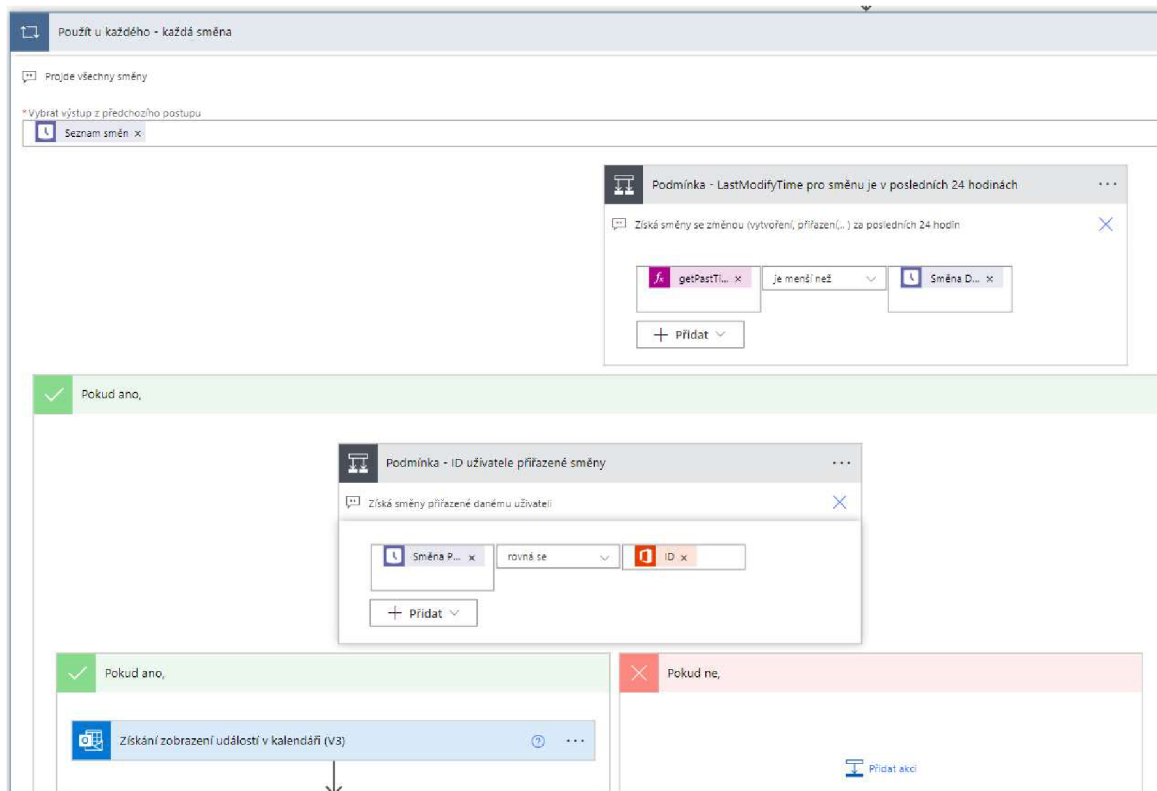 Použít u každého - každá směna
Projde všechny směny
* Vybrat výstup z předchozího postupu
Seznam směn ×
Podmínka - LastModifyTime pro směnu je v posledních 24 hodinách
Získá směny se změnou (vytvoření, přiřazení,..) za posledních 24 hodin
getPastTi... × je menší než Směna D... ×
Přidat
Pokud ano,
Podmínka - ID uživatele přiřazené směny
Získá směny přiřazené danému uživateli
Směna P... × rovná se ID ×
Přidat
Pokud ano, Pokud ne,
Získání zobrazení událostí v kalendáři (V3)
Přidat akci